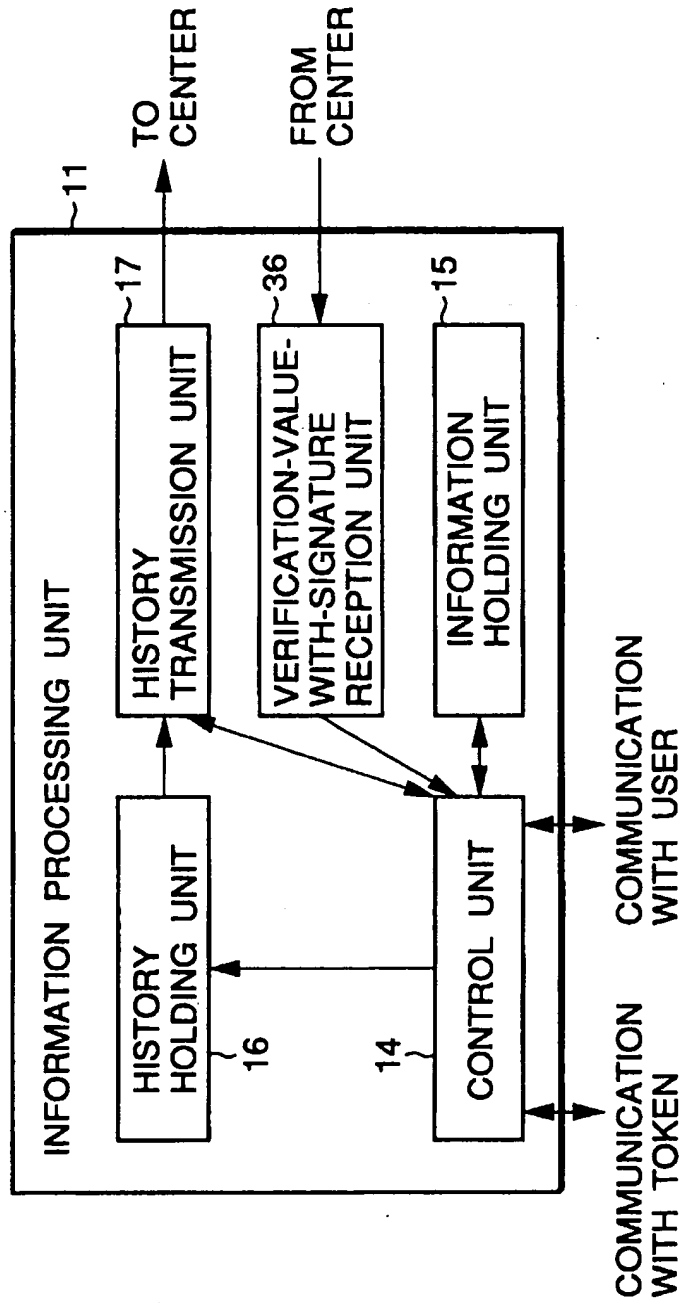 INFORMATION PROCESSING UNIT
11
HISTORY
HOLDING UNIT
16
HISTORY
TRANSMISSION UNIT
17
TO
CENTER
VERIFICATION-VALUE-
WITH-SIGNATURE
RECEPTION UNIT
36
FROM
CENTER
14
CONTROL UNIT
INFORMATION
HOLDING UNIT
15
COMMUNICATION
WITH TOKEN
COMMUNICATION
WITH USER